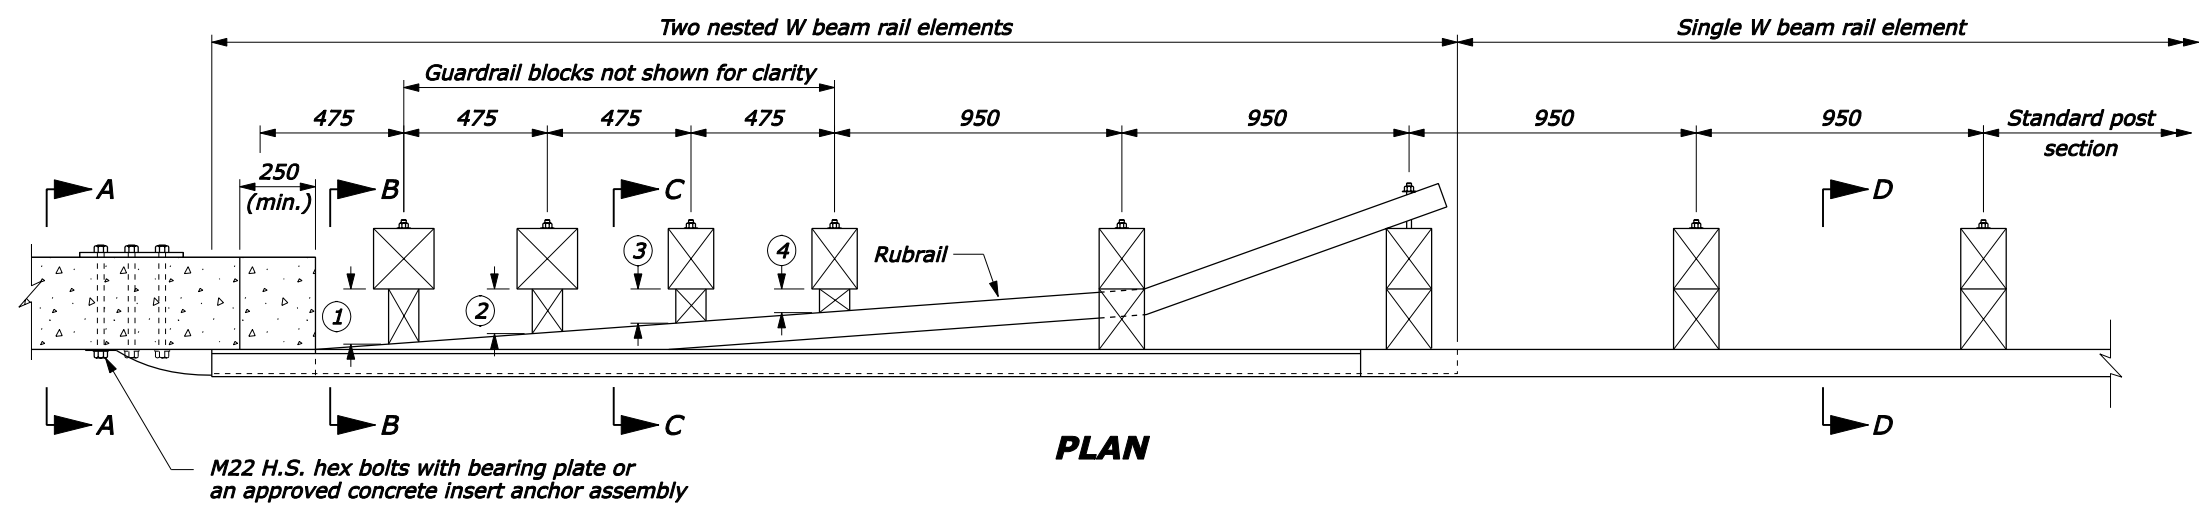 Two nested W beam rail elements
Single W beam rail element
Guardrail blocks not shown for clarity
475
475
475
475
950
950
950
950
Standard post
section
250
(min.)
A
B
C
D
1
2
3
4
Rubrail
A
B
C
D
PLAN
M22 H.S. hex bolts with bearing plate or
an approved concrete insert anchor assembly